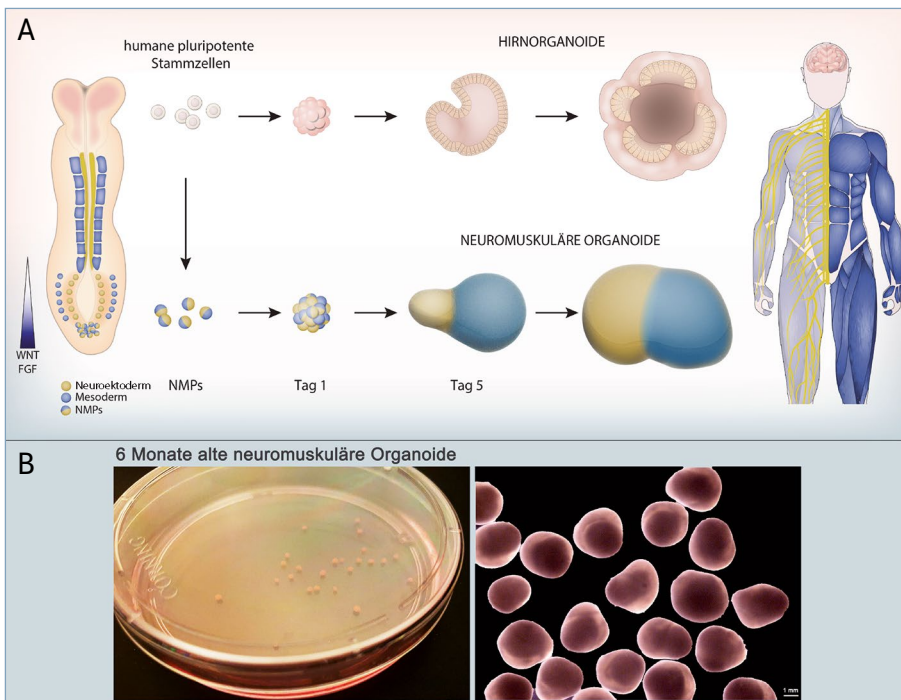 A
humane pluripotente
Stammzellen
HIRNORGANOIDE
NEUROMUSKULÄRE ORGANOIDE
WNT
FGF
Neuroektoderm
Mesoderm
NMPs
NMPs
Tag 1
Tag 5
B
6 Monate alte neuromuskuläre Organoide
CORNING
1 mm